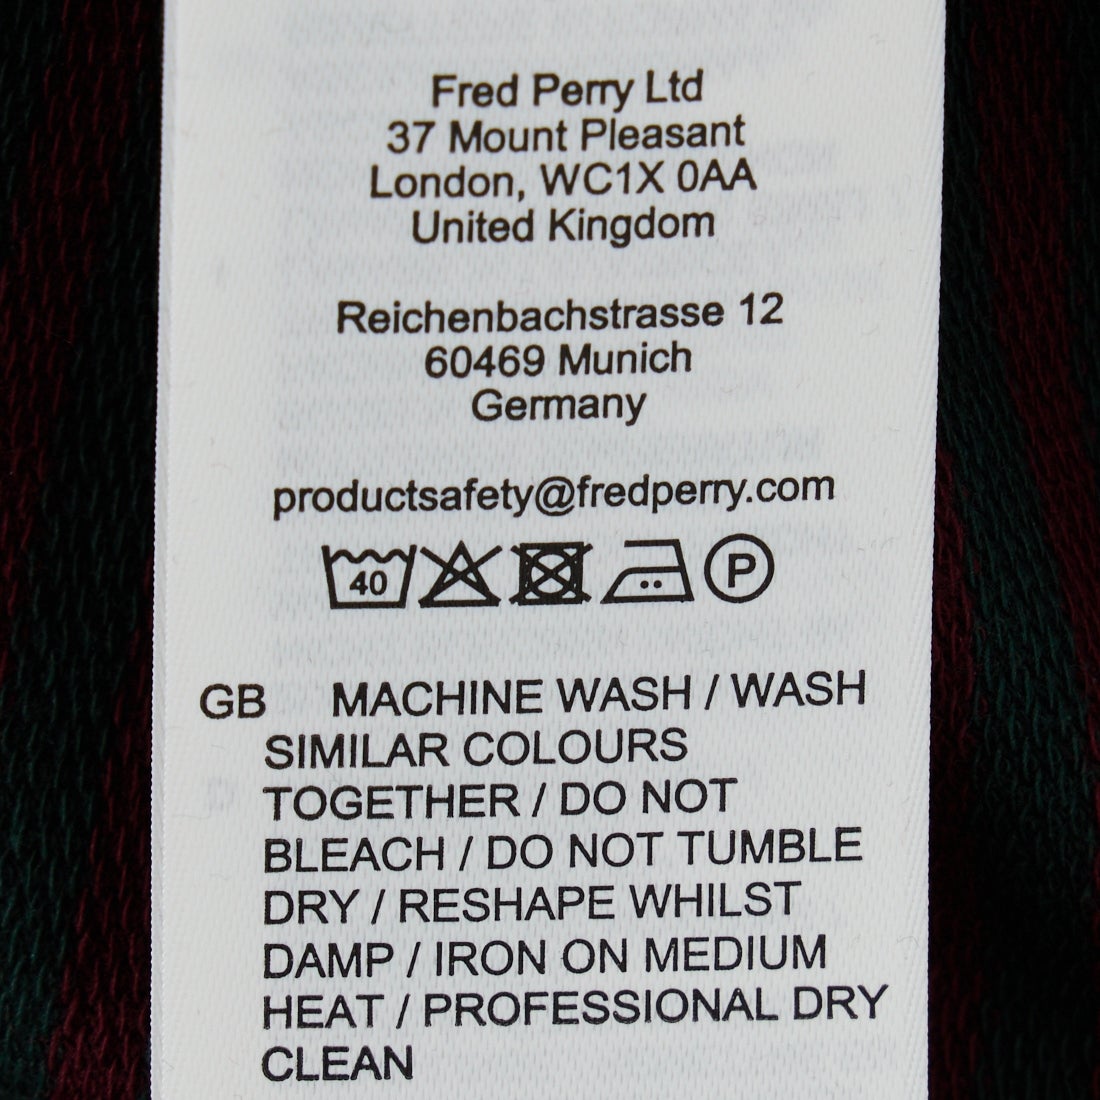 Fred Perry Ltd
37 Mount Pleasant
London, WC1X 0AA
United Kingdom
Reichenbachstrasse 12
60469 Munich
Germany
productsafety@fredperry.com
40 P
GB MACHINE WASH / WASH
SIMILAR COLOURS
TOGETHER / DO NOT
BLEACH / DO NOT TUMBLE
DRY / RESHAPE WHILST
DAMP / IRON ON MEDIUM
HEAT / PROFESSIONAL DRY
CLEAN